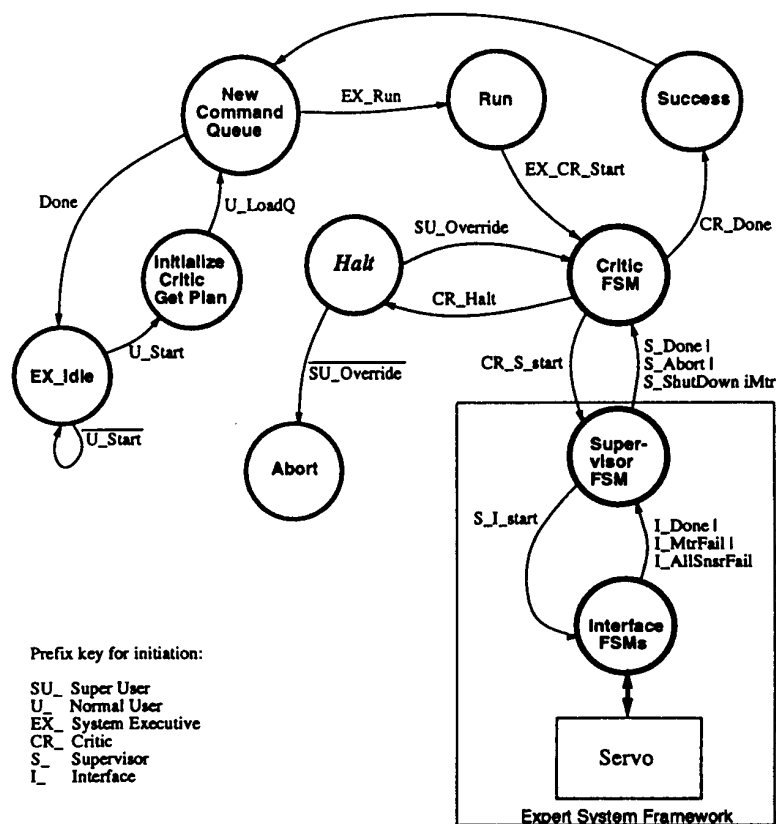 New
Command
Queue
EX_Run
Run
Success
EX_CR_Start
Done
U_LoadQ
CR_Done
Initialize
Critic
Get Plan
Halt
SU_Override
Critic
FSM
CR_Halt
U_Start
EX_Idle
SU_Override
CR_S_start
S_Done |
S_Abort |
S_ShutDown iMtr
U_Start
Abort
Super-
visor
FSM
S_I_start
I_Done |
I_MtrFail |
I_AllSnsrFail
Interface
FSMs
Prefix key for initiation:
SU_ Super User
U_ Normal User
EX_ System Executive
CR_ Critic
S_ Supervisor
I_ Interface
Servo
Expert System Framework